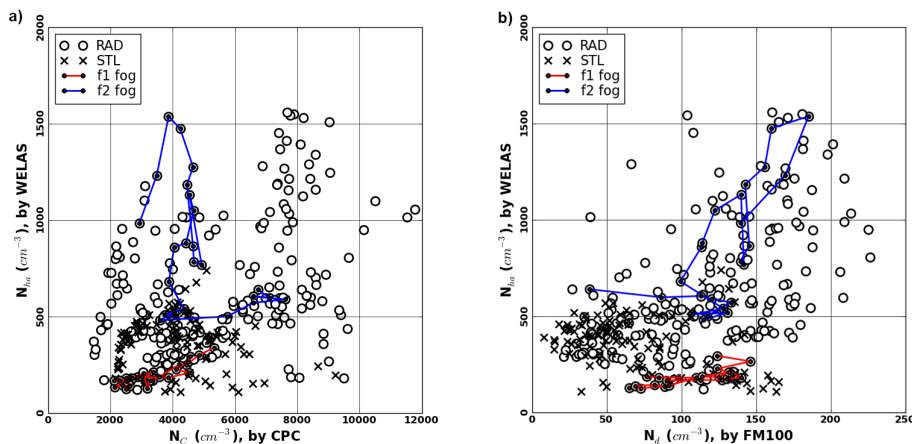 a)
2000
1500
1000
500
0
N_ha (cm^-3), by WELAS
RAD
STL
f1 fog
f2 fog
0 2000 4000 6000 8000 10000 12000
N_C (cm^-3), by CPC
b)
2000
1500
1000
500
0
N_ha (cm^-3), by WELAS
RAD
STL
f1 fog
f2 fog
0 50 100 150 200 250
N_d (cm^-3), by FM100